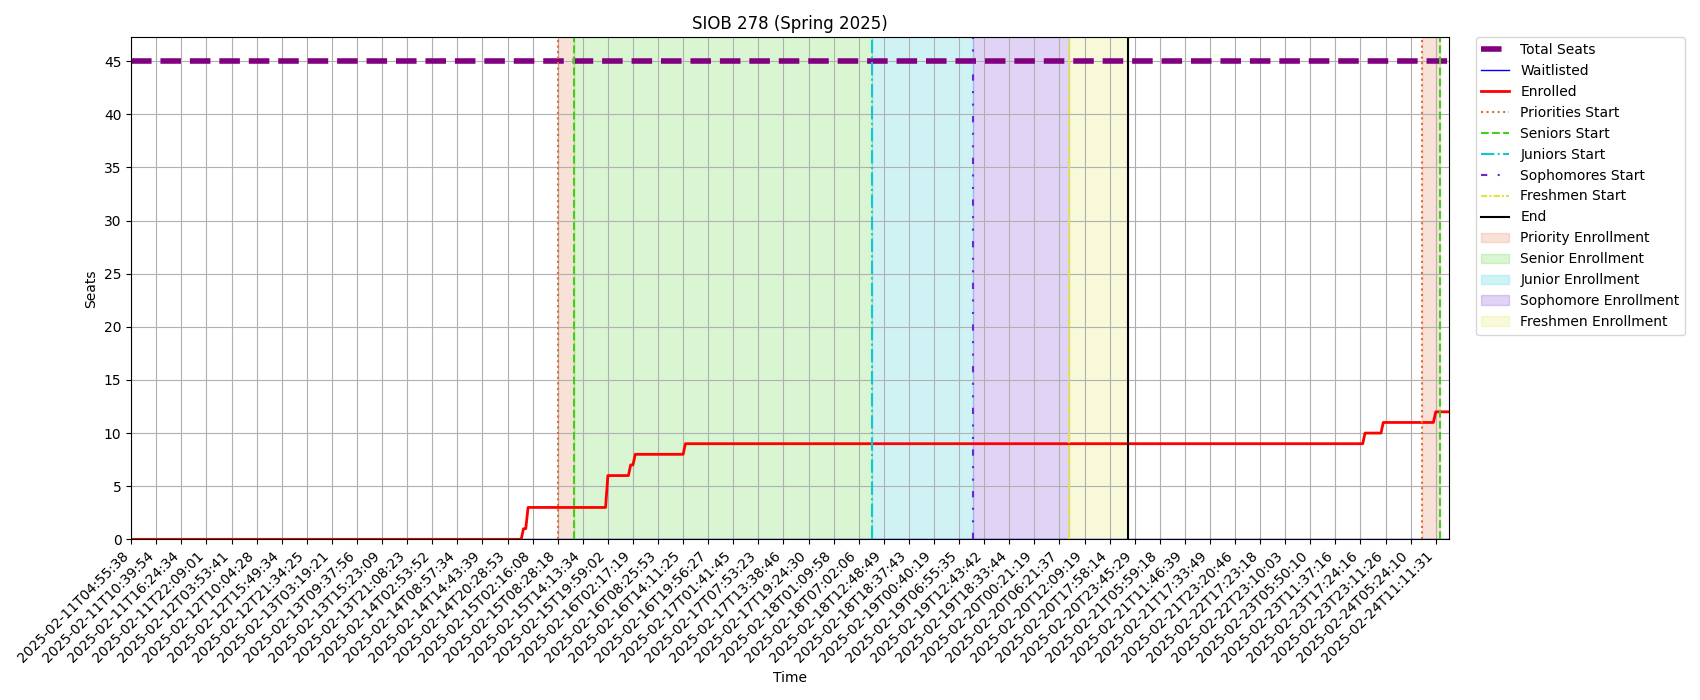 SIOB 278 (Spring 2025)
45
40
35
30
25
20
15
10
5
0
Seats
2025-02-11T04:55:38
2025-02-11T10:39:54
2025-02-11T16:24:34
2025-02-11T22:09:01
2025-02-12T03:53:41
2025-02-12T10:04:28
2025-02-12T15:49:34
2025-02-12T21:34:25
2025-02-13T03:19:21
2025-02-13T09:37:56
2025-02-13T15:23:09
2025-02-13T21:08:23
2025-02-14T02:53:52
2025-02-14T08:57:34
2025-02-14T14:43:39
2025-02-14T20:28:53
2025-02-15T02:16:08
2025-02-15T08:28:18
2025-02-15T14:13:34
2025-02-15T19:59:02
2025-02-16T02:17:19
2025-02-16T08:25:53
2025-02-16T14:11:25
2025-02-16T19:56:27
2025-02-17T01:41:45
2025-02-17T07:53:23
2025-02-17T13:38:46
2025-02-17T19:24:30
2025-02-18T01:09:58
2025-02-18T07:02:06
2025-02-18T12:48:49
2025-02-18T18:37:43
2025-02-19T00:40:19
2025-02-19T06:55:35
2025-02-19T12:43:42
2025-02-19T18:33:44
2025-02-20T00:21:19
2025-02-20T06:21:37
2025-02-20T12:09:19
2025-02-20T17:58:14
2025-02-20T23:45:29
2025-02-21T05:59:18
2025-02-21T11:46:39
2025-02-21T17:33:49
2025-02-21T23:20:46
2025-02-22T17:23:18
2025-02-22T23:10:03
2025-02-23T05:50:10
2025-02-23T11:37:16
2025-02-23T17:24:16
2025-02-23T23:11:26
2025-02-24T05:24:10
2025-02-24T11:11:31
Time
Total Seats
Waitlisted
Enrolled
Priorities Start
Seniors Start
Juniors Start
Sophomores Start
Freshmen Start
End
Priority Enrollment
Senior Enrollment
Junior Enrollment
Sophomore Enrollment
Freshmen Enrollment